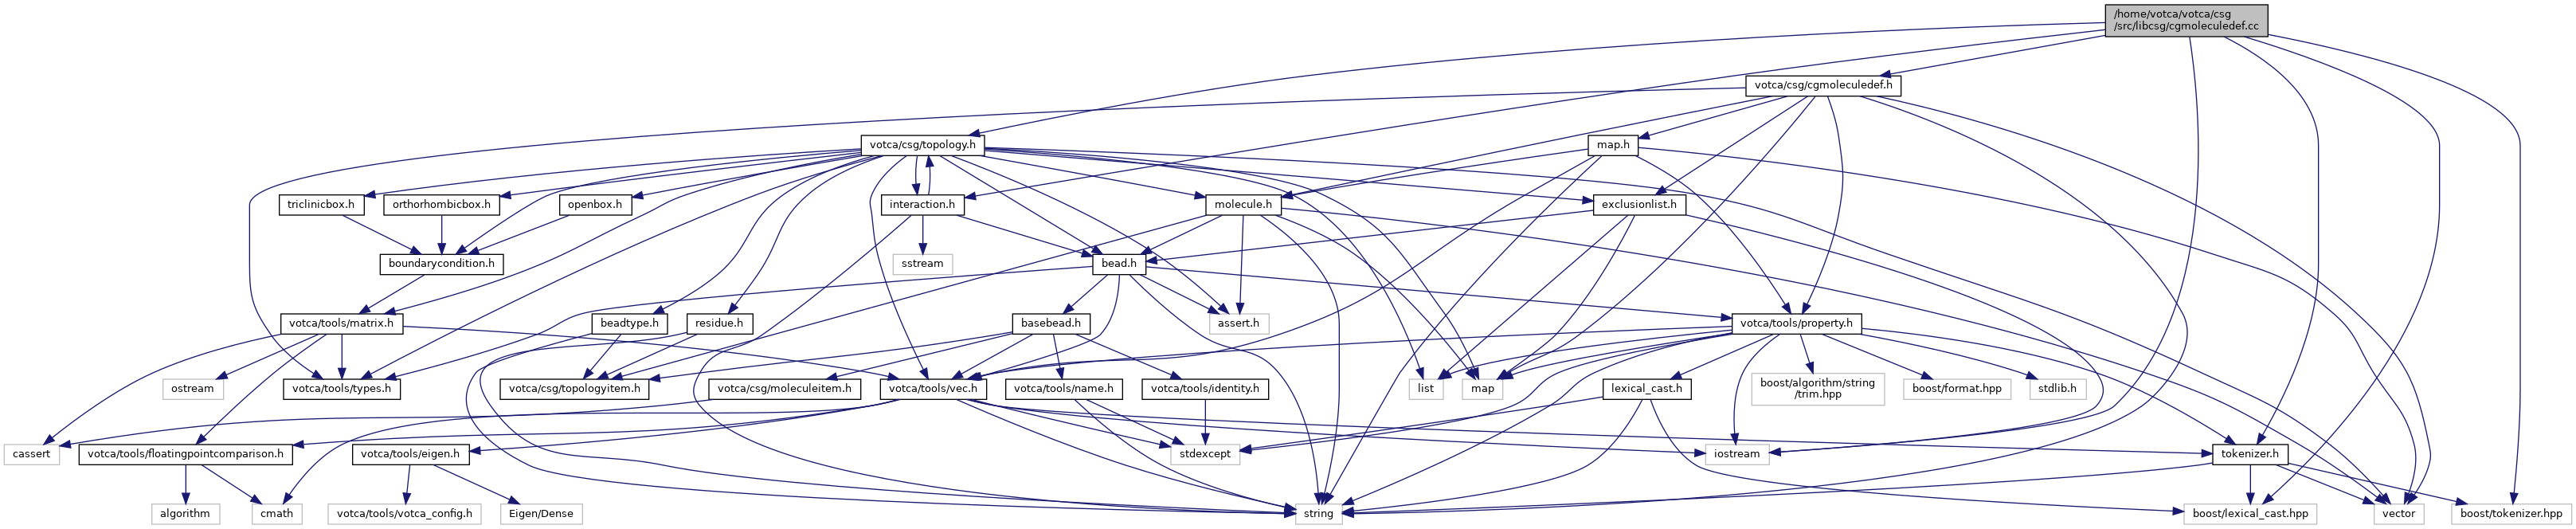 /home/votca/votca/csg
/src/libcsg/cgmoleculedef.cc
votca/csg/cgmoleculedef.h
votca/csg/topology.h
map.h
triclinicbox.h
orthorhombicbox.h
openbox.h
interaction.h
molecule.h
exclusionlist.h
boundarycondition.h
sstream
bead.h
votca/tools/matrix.h
beadtype.h
residue.h
basebead.h
assert.h
votca/tools/property.h
ostream
votca/tools/types.h
votca/csg/topologyitem.h
votca/csg/moleculeitem.h
votca/tools/vec.h
votca/tools/name.h
votca/tools/identity.h
list
map
lexical_cast.h
boost/algorithm/string
/trim.hpp
boost/format.hpp
stdlib.h
cassert
votca/tools/floatingpointcomparison.h
votca/tools/eigen.h
stdexcept
iostream
tokenizer.h
algorithm
cmath
votca/tools/votca_config.h
Eigen/Dense
string
boost/lexical_cast.hpp
vector
boost/tokenizer.hpp